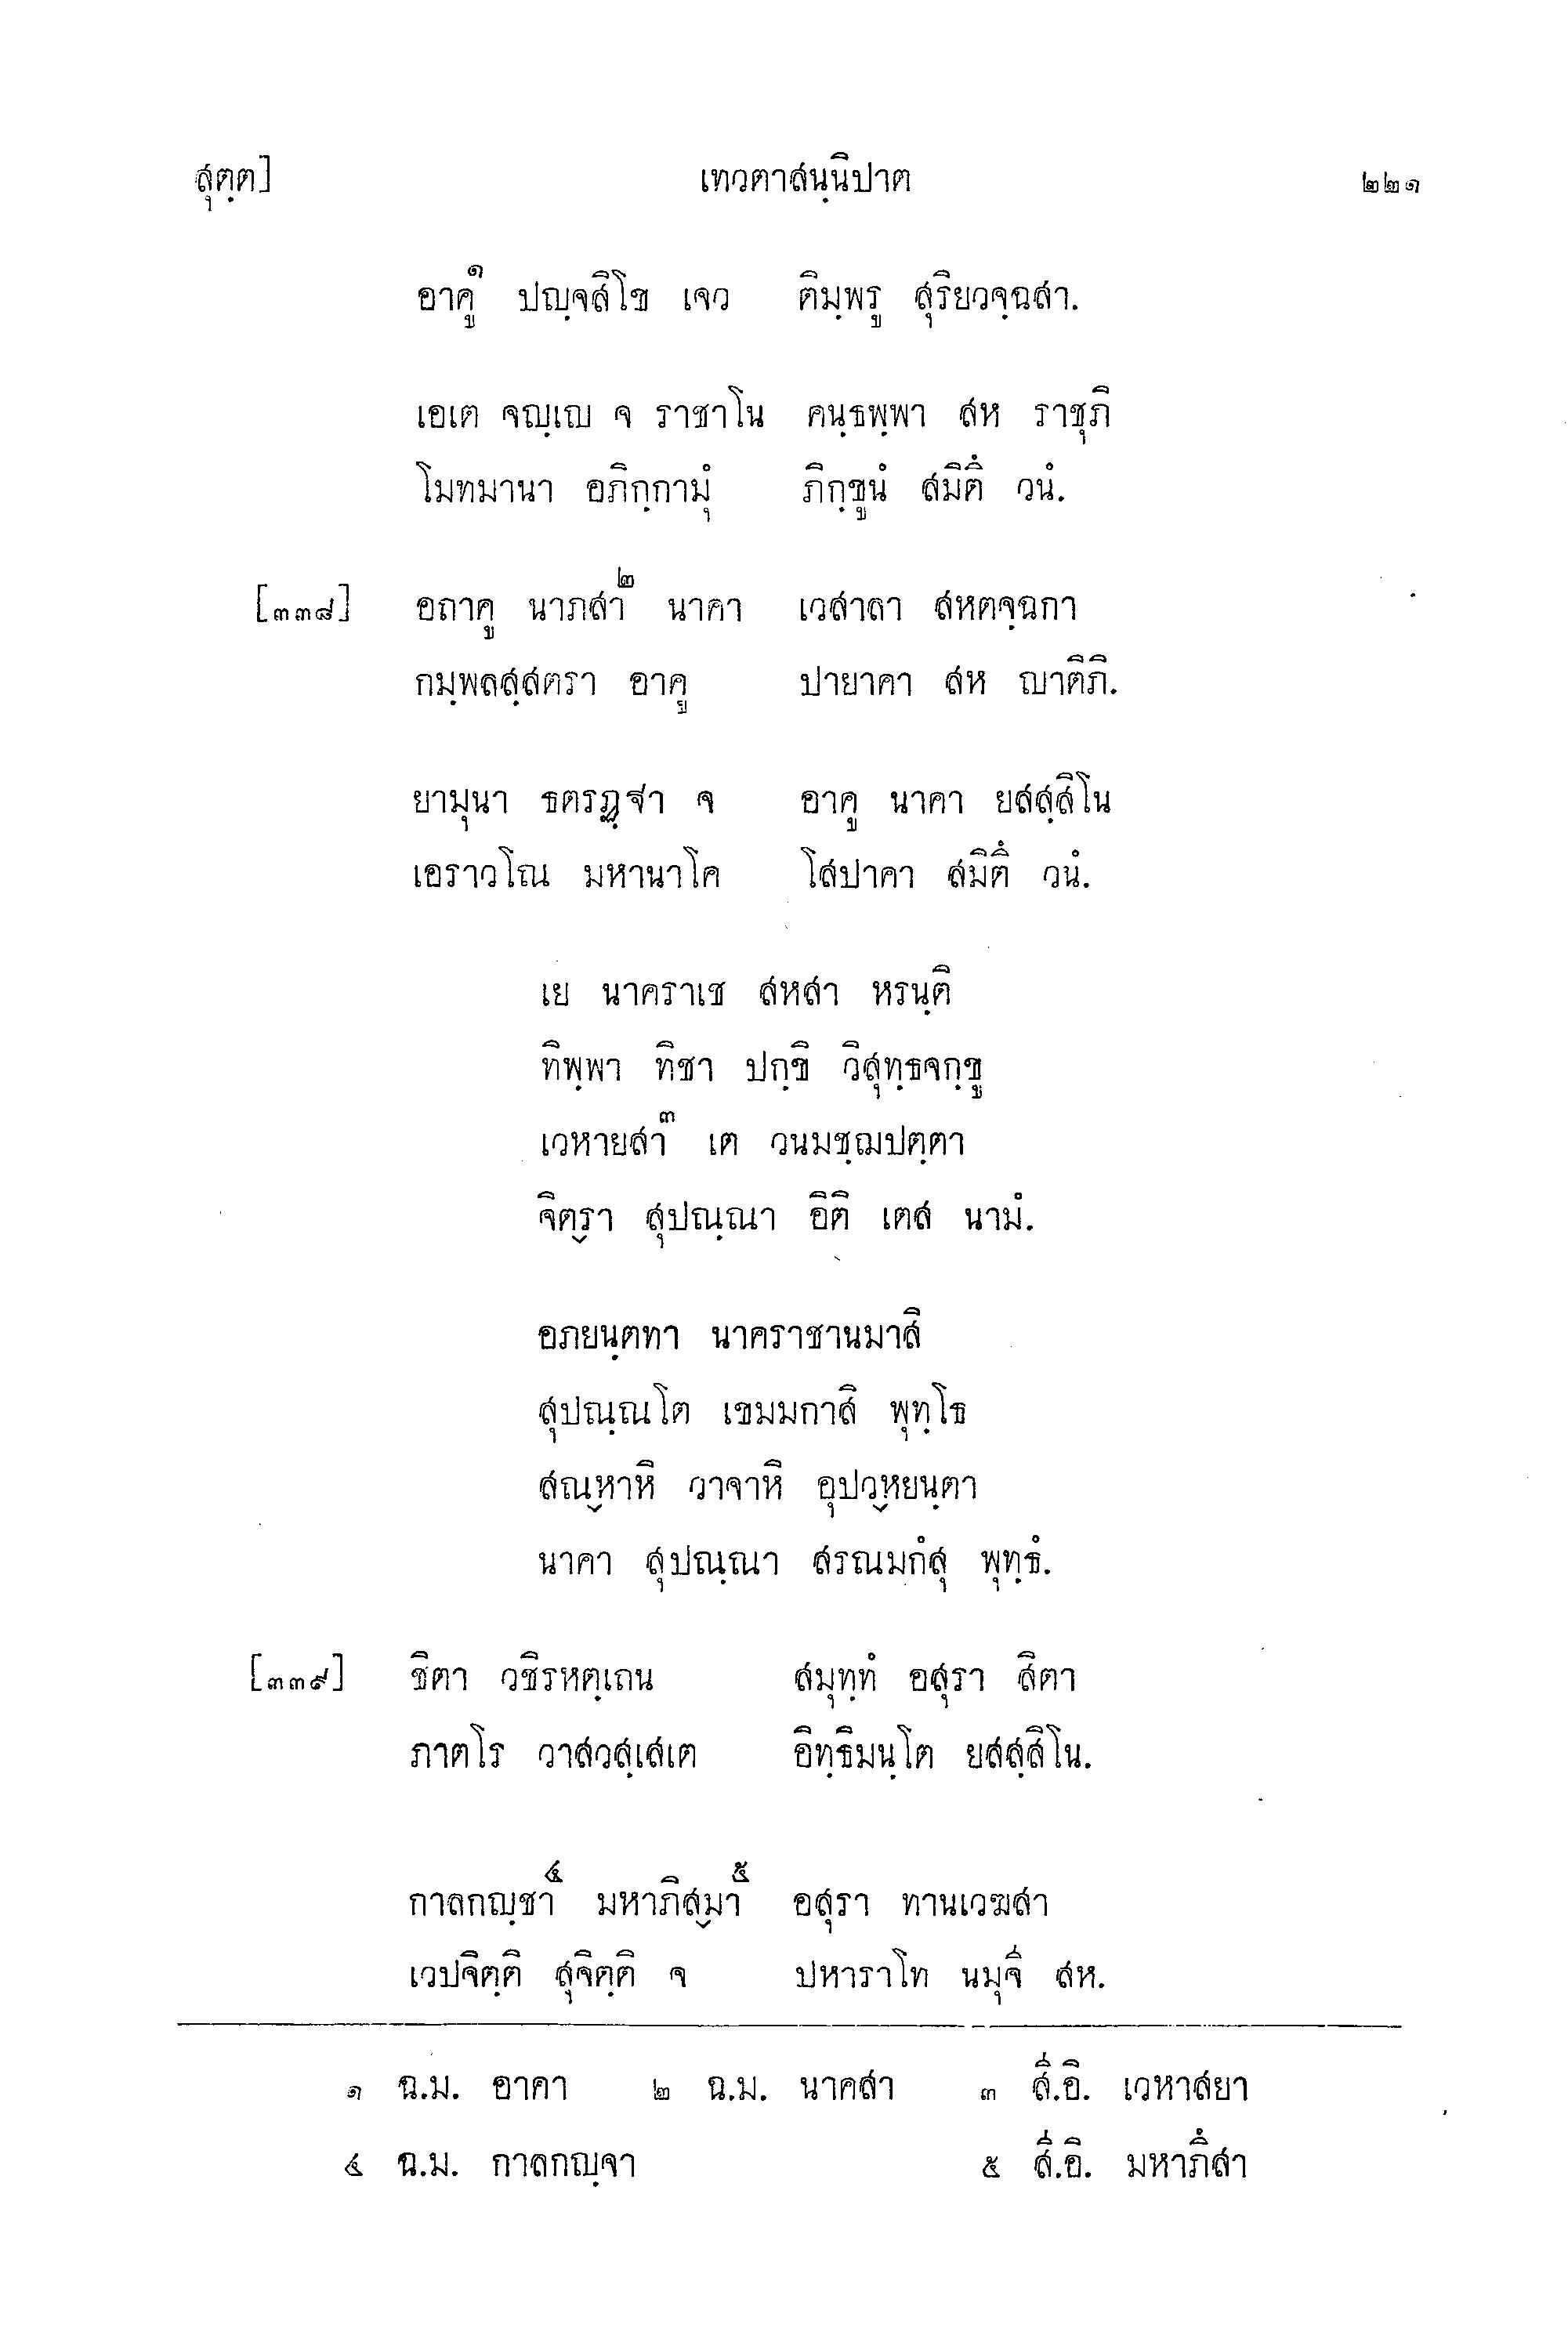 สุตฺต] เทวตาสนฺนิปาต ๒๒๑
อาคู๑ ปญฺจสิโข เจว ติมฺพรู สุริยวจฺฉสา.
เอเต จญฺเญ จ ราชาโน คนฺธพฺพา สห ราชุภิ
โมทมานา อภิกฺกามุํ ภิกฺขูนํ สมิตึ วนํ.
[๓๓๘] อถาคู นาภสา๒ นาคา เวสาลา สหตจฺฉกา
กมฺพลสฺสตรา อาคู ปายาคา สห ญาติภิ.
ยามุนา ธตรฏฺฐา จ อาคู นาคา ยสสฺสิโน
เอราวโณ มหานาโค โสปาคา สมิตึ วนํ.
เย นาคราเช สหสา หรนฺติ
ทิพฺพา ทิชา ปกฺขิ วิสุทฺธจกฺขู
เวหายสา๓ เต วนมชฺฌปตฺตา
จิตฺรา สุปณฺณา อิติ เตส นามํ.
อภยนฺตทา นาคราชานมาสิ
สุปณฺณโต เขมมกาสิ พุทฺโธ
สณฺหาหิ วาจาหิ อุปวฺหยนฺตา
นาคา สุปณฺณา สรณมกํสุ พุทฺธํ.
[๓๓๙] ชิตา วชิรหตฺเถน สมุทฺทํ อสุรา สิตา
ภาตโร วาสวสฺเสเต อิทฺธิมนฺโต ยสสฺสิโน.
กาลกญฺชา๔ มหาภิสฺมา๕ อสุรา ทานเวฆสา
เวปจิตฺติ สุจิตฺติ จ ปหาราโท นมุจี สห.
๑ ฉ.ม. อาคา ๒ ฉ.ม. นาคสา ๓ สี.อิ. เวหาสยา
๔ ฉ.ม. กาลกญฺจา ๕ สี.อิ. มหาภึสา